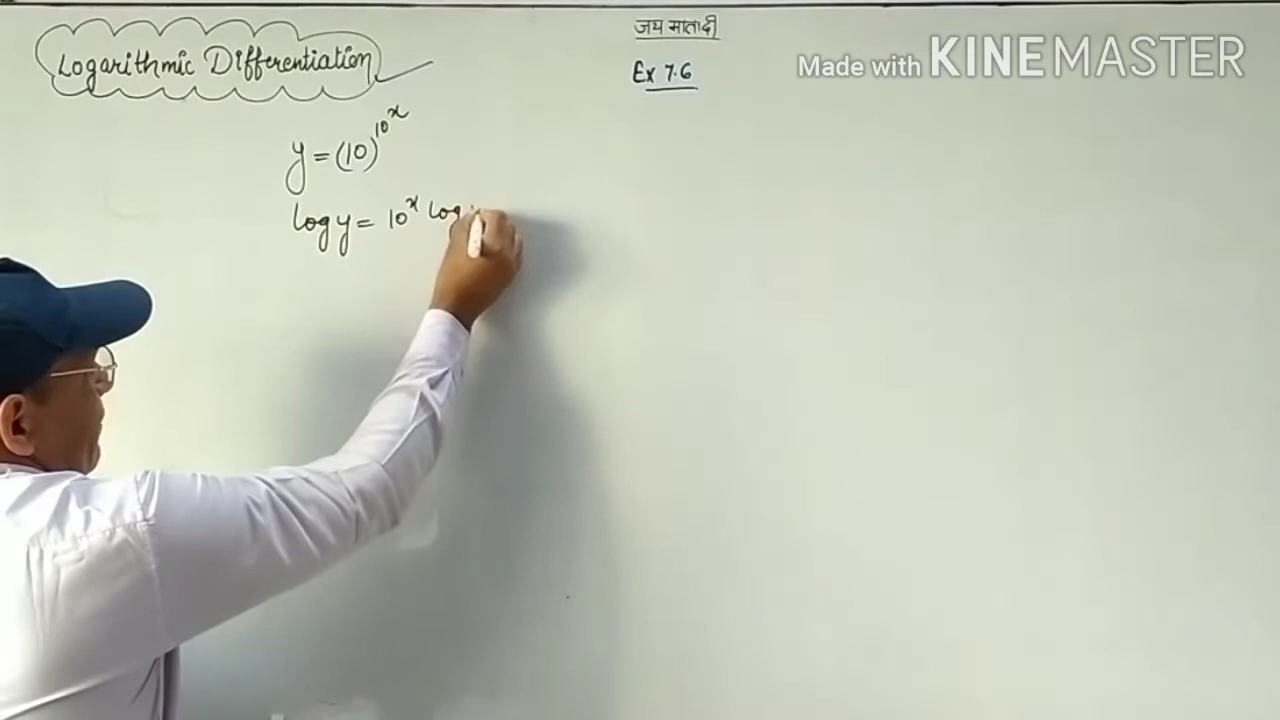 जय माता दी
Logarithmic Differentiation
Ex 7.6
Made with KINEMASTER
y = (10)^10^x
log y = 10^x log